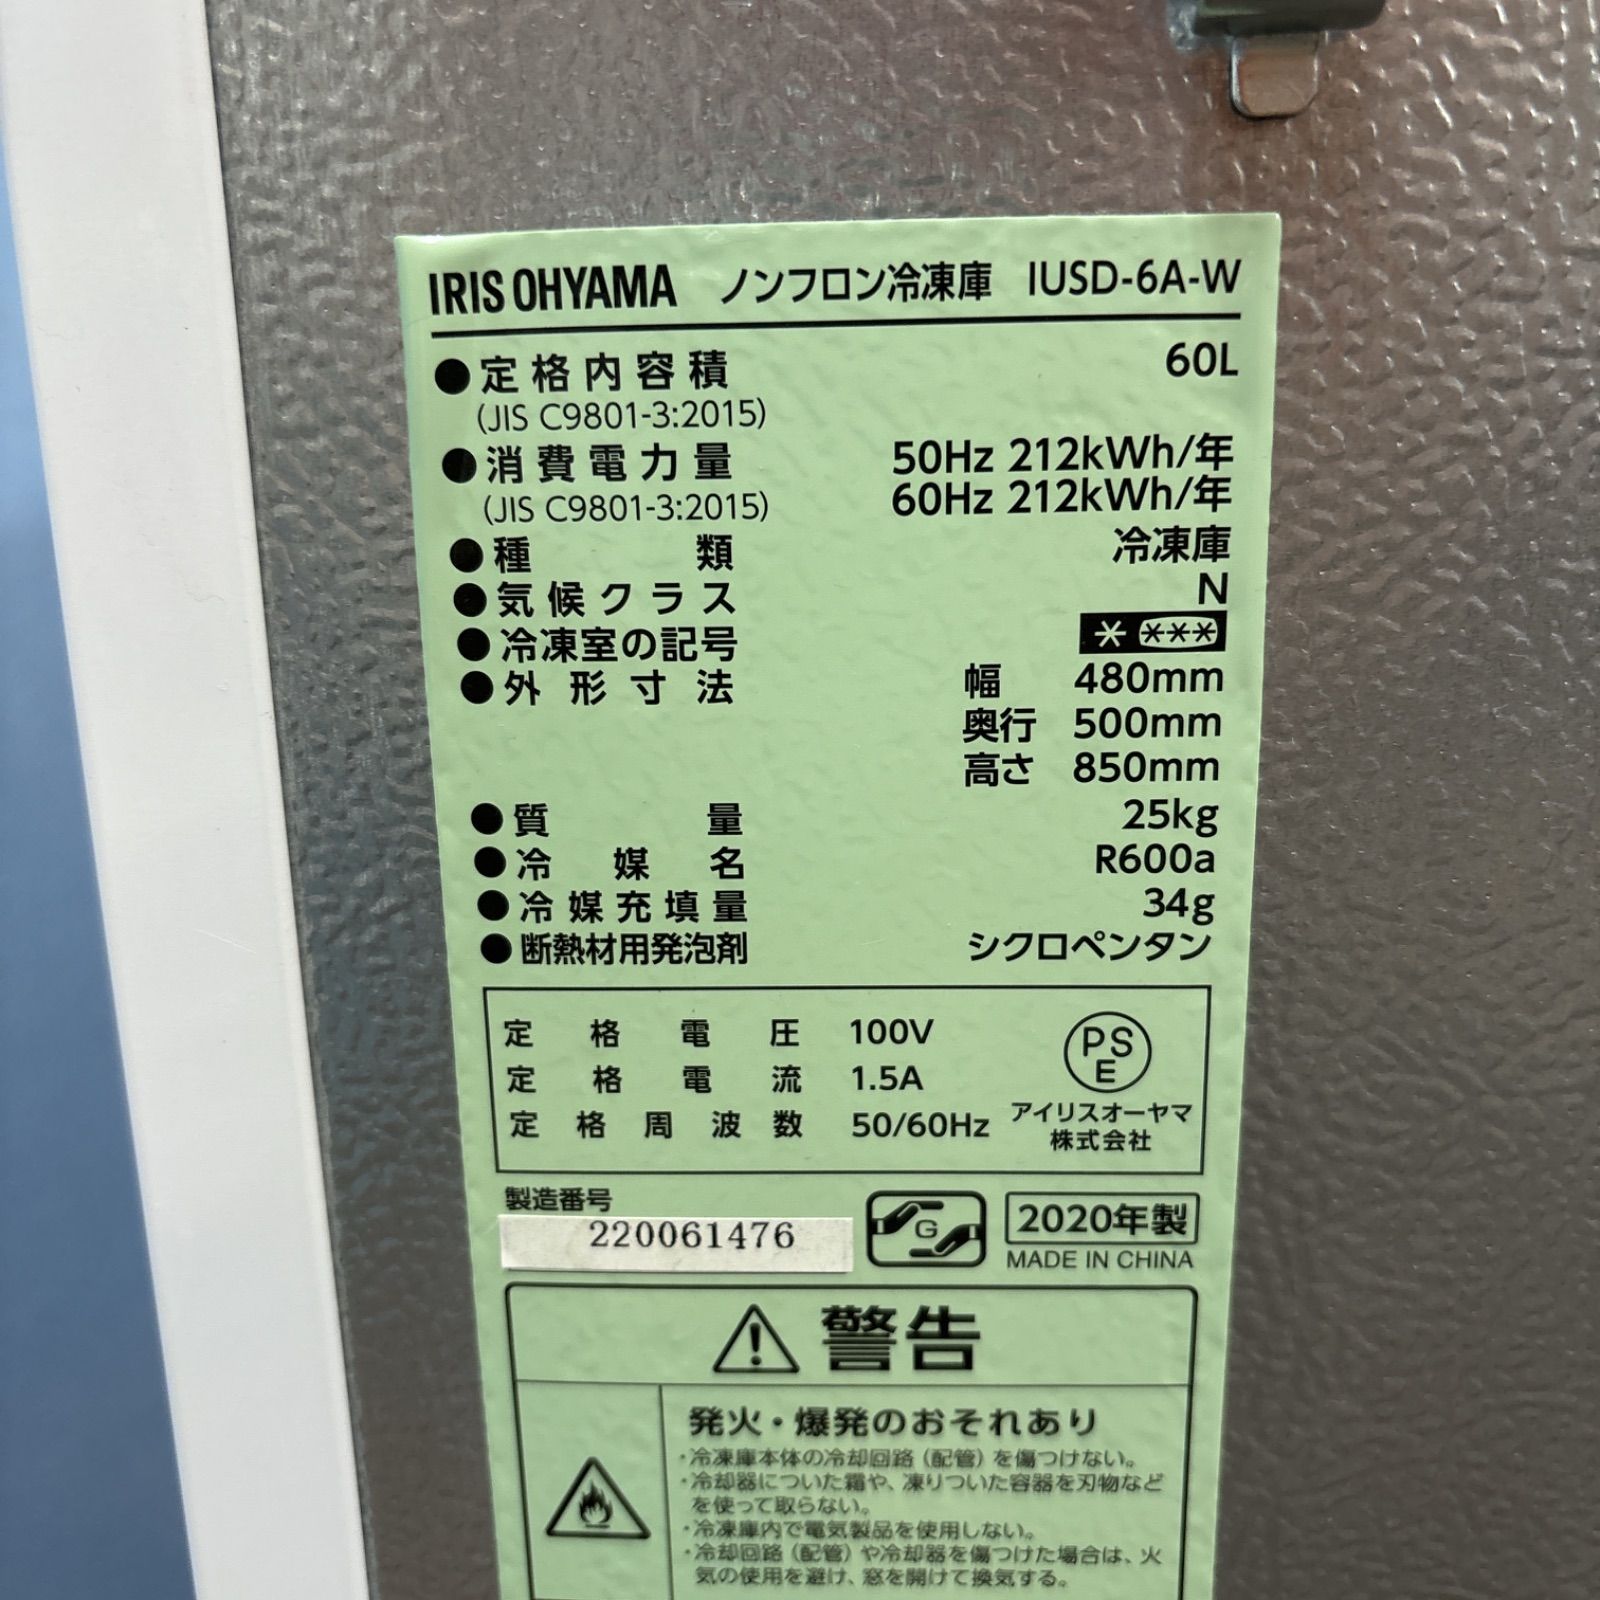 IRIS OHYAMA ノンフロン冷凍庫 IUSD-6A-W
●定格内容積 60L
(JIS C9801-3:2015)
●消費電力量 50Hz 212kWh/年
(JIS C9801-3:2015) 60Hz 212kWh/年
●種類 冷凍庫
●気候クラス N
●冷凍室の記号 * ***
●外形寸法 幅 480mm
奥行 500mm
高さ 850mm
●質量 25kg
●冷媒名 R600a
●冷媒充填量 34g
●断熱材用発泡剤 シクロペンタン
定格電圧 100V
定格電流 1.5A
定格周波数 50/60Hz
PSE
アイリスオーヤマ
株式会社
製造番号
220061476
G
2020年製
MADE IN CHINA
警告
発火・爆発のおそれあり
・冷凍庫本体の冷却回路(配管)を傷つけない。
・冷却器についた霜や、凍りついた容器を刃物など
を使って取らない。
・冷凍庫内で電気製品を使用しない。
・冷却回路(配管)や冷却器を傷つけた場合は、火
気の使用を避け、窓を開けて換気する。